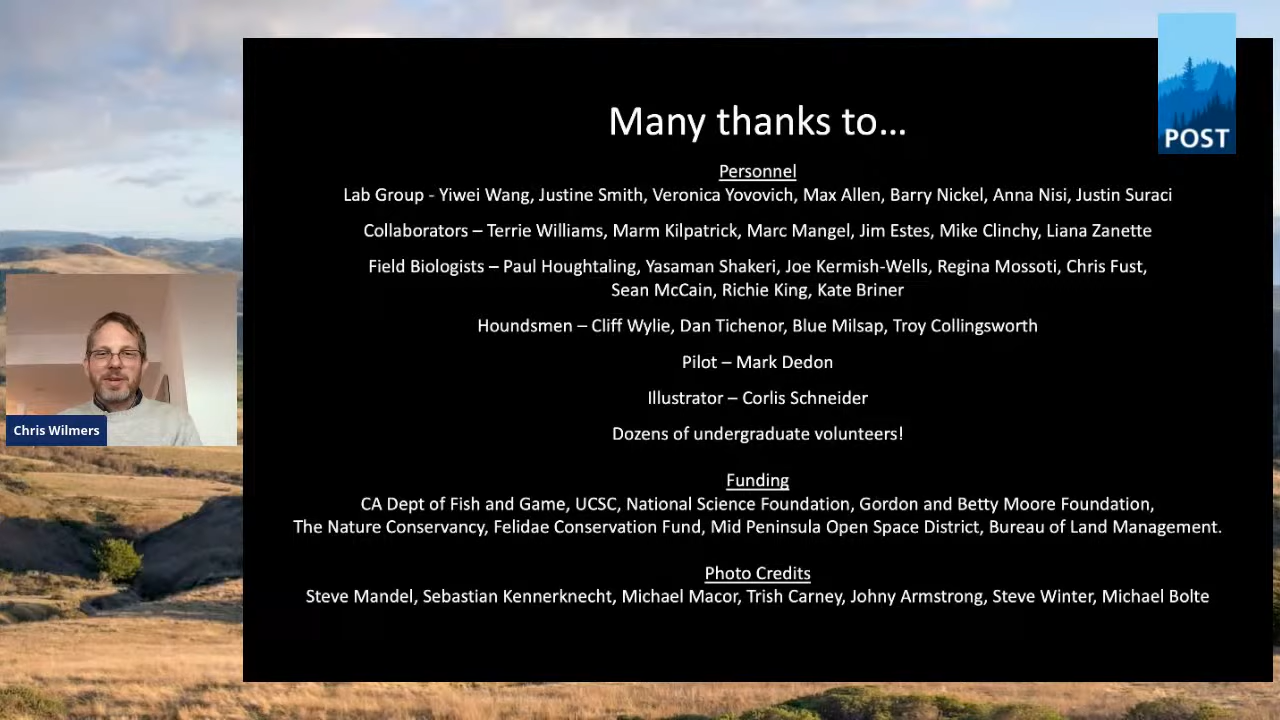 POST
Many thanks to...
Personnel
Lab Group - Yiwei Wang, Justine Smith, Veronica Yovovich, Max Allen, Barry Nickel, Anna Nisi, Justin Suraci
Collaborators – Terrie Williams, Marm Kilpatrick, Marc Mangel, Jim Estes, Mike Clinchy, Liana Zanette
Field Biologists – Paul Houghtaling, Yasaman Shakeri, Joe Kermish-Wells, Regina Mossoti, Chris Fust,
Sean McCain, Richie King, Kate Briner
Houndsmen – Cliff Wylie, Dan Tichenor, Blue Milsap, Troy Collingsworth
Pilot – Mark Dedon
Illustrator – Corlis Schneider
Dozens of undergraduate volunteers!
Funding
CA Dept of Fish and Game, UCSC, National Science Foundation, Gordon and Betty Moore Foundation,
The Nature Conservancy, Felidae Conservation Fund, Mid Peninsula Open Space District, Bureau of Land Management.
Photo Credits
Steve Mandel, Sebastian Kennerknecht, Michael Macor, Trish Carney, Johny Armstrong, Steve Winter, Michael Bolte
Chris Wilmers